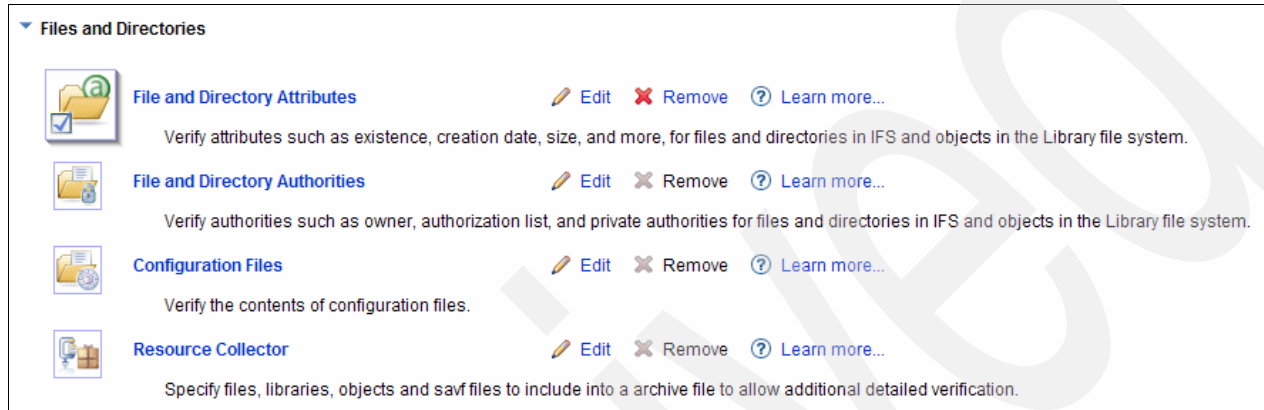 Files and Directories
File and Directory Attributes Edit Remove Learn more...
Verify attributes such as existence, creation date, size, and more, for files and directories in IFS and objects in the Library file system.
File and Directory Authorities Edit Remove Learn more...
Verify authorities such as owner, authorization list, and private authorities for files and directories in IFS and objects in the Library file system.
Configuration Files Edit Remove Learn more...
Verify the contents of configuration files.
Resource Collector Edit Remove Learn more...
Specify files, libraries, objects and savf files to include into a archive file to allow additional detailed verification.